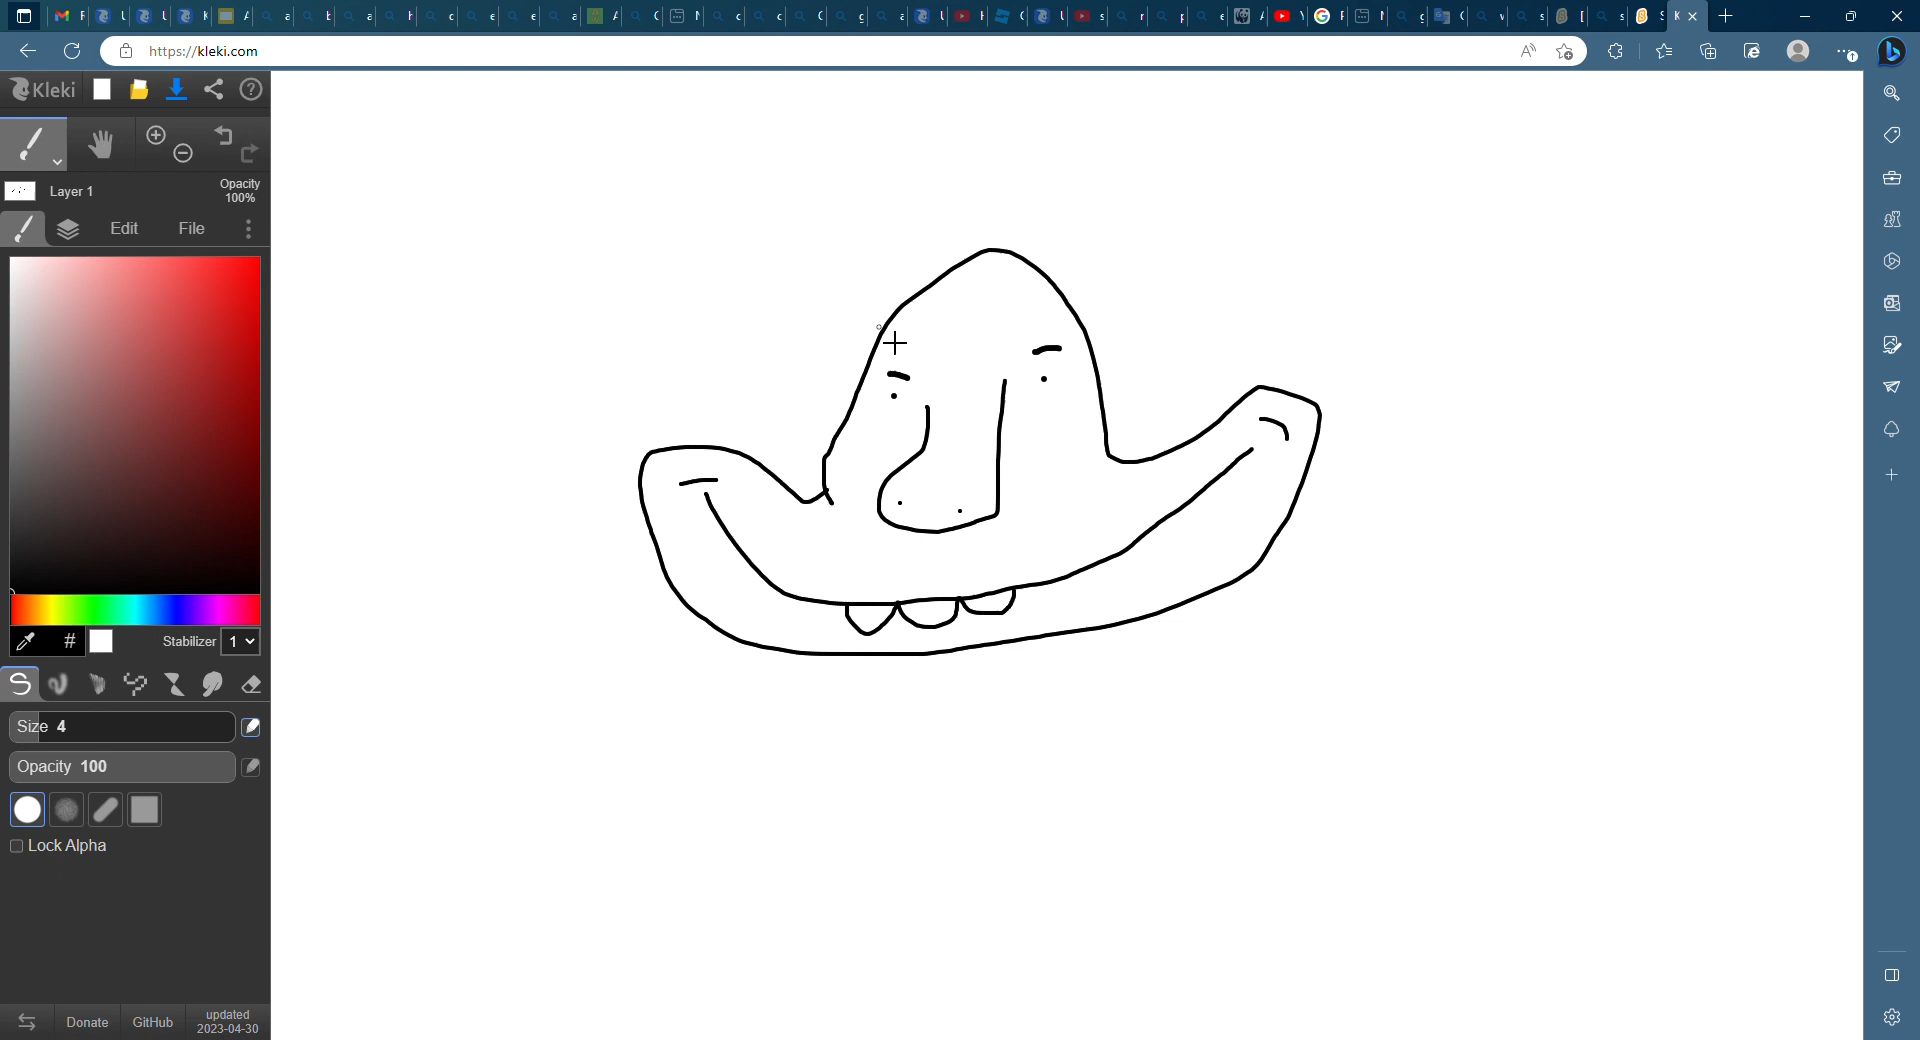 https://kleki.com
Kleki
Layer 1
Opacity
100%
Edit
File
#
Stabilizer 1
Size 4
Opacity 100
Lock Alpha
Donate
GitHub
updated
2023-04-30